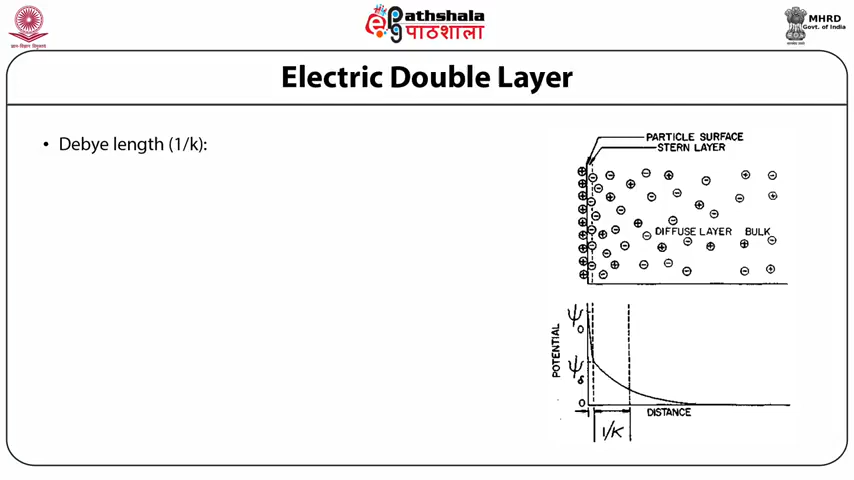 Pathshala
पाठशाला
MHRD
Govt. of India
Electric Double Layer
• Debye length (1/k):
PARTICLE SURFACE
STERN LAYER
DIFFUSE LAYER BULK
POTENTIAL
ψ0
ψδ
0
DISTANCE
1/K